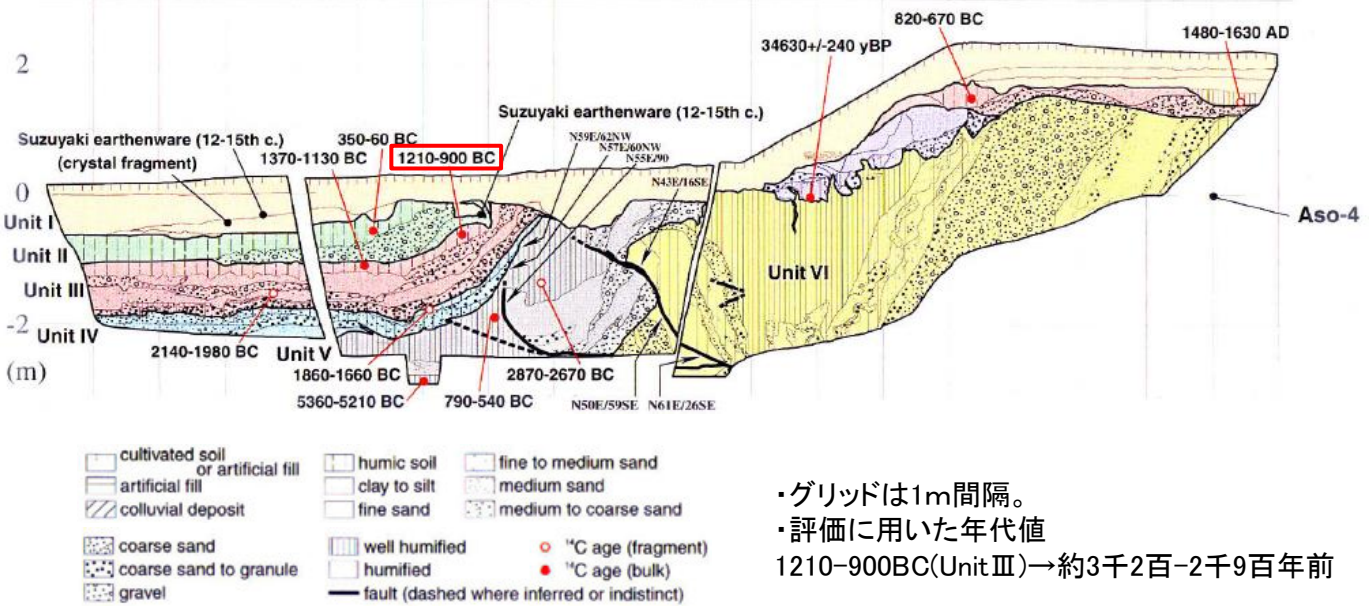 820-670 BC
1480-1630 AD
34630+/-240 yBP
2
Suzuyaki earthenware (12-15th c.)
Suzuyaki earthenware (12-15th c.)
(crystal fragment)
350-60 BC
1370-1130 BC
1210-900 BC
N59E/62NW
N57E/60NW
N55E/90
N43E/16SE
0
Unit I
Aso-4
Unit II
Unit VI
Unit III
-2
Unit IV
2140-1980 BC
Unit V
(m)
1860-1660 BC
2870-2670 BC
5360-5210 BC
790-540 BC
N50E/59SE
N61E/26SE
cultivated soil
or artificial fill
artificial fill
colluvial deposit
humic soil
clay to silt
fine sand
fine to medium sand
medium sand
medium to coarse sand
coarse sand
coarse sand to granule
gravel
well humified
humified
fault (dashed where inferred or indistinct)
¹⁴C age (fragment)
¹⁴C age (bulk)
・グリッドは1m間隔。
・評価に用いた年代値
1210-900BC(UnitⅢ)→約3千2百-2千9百年前